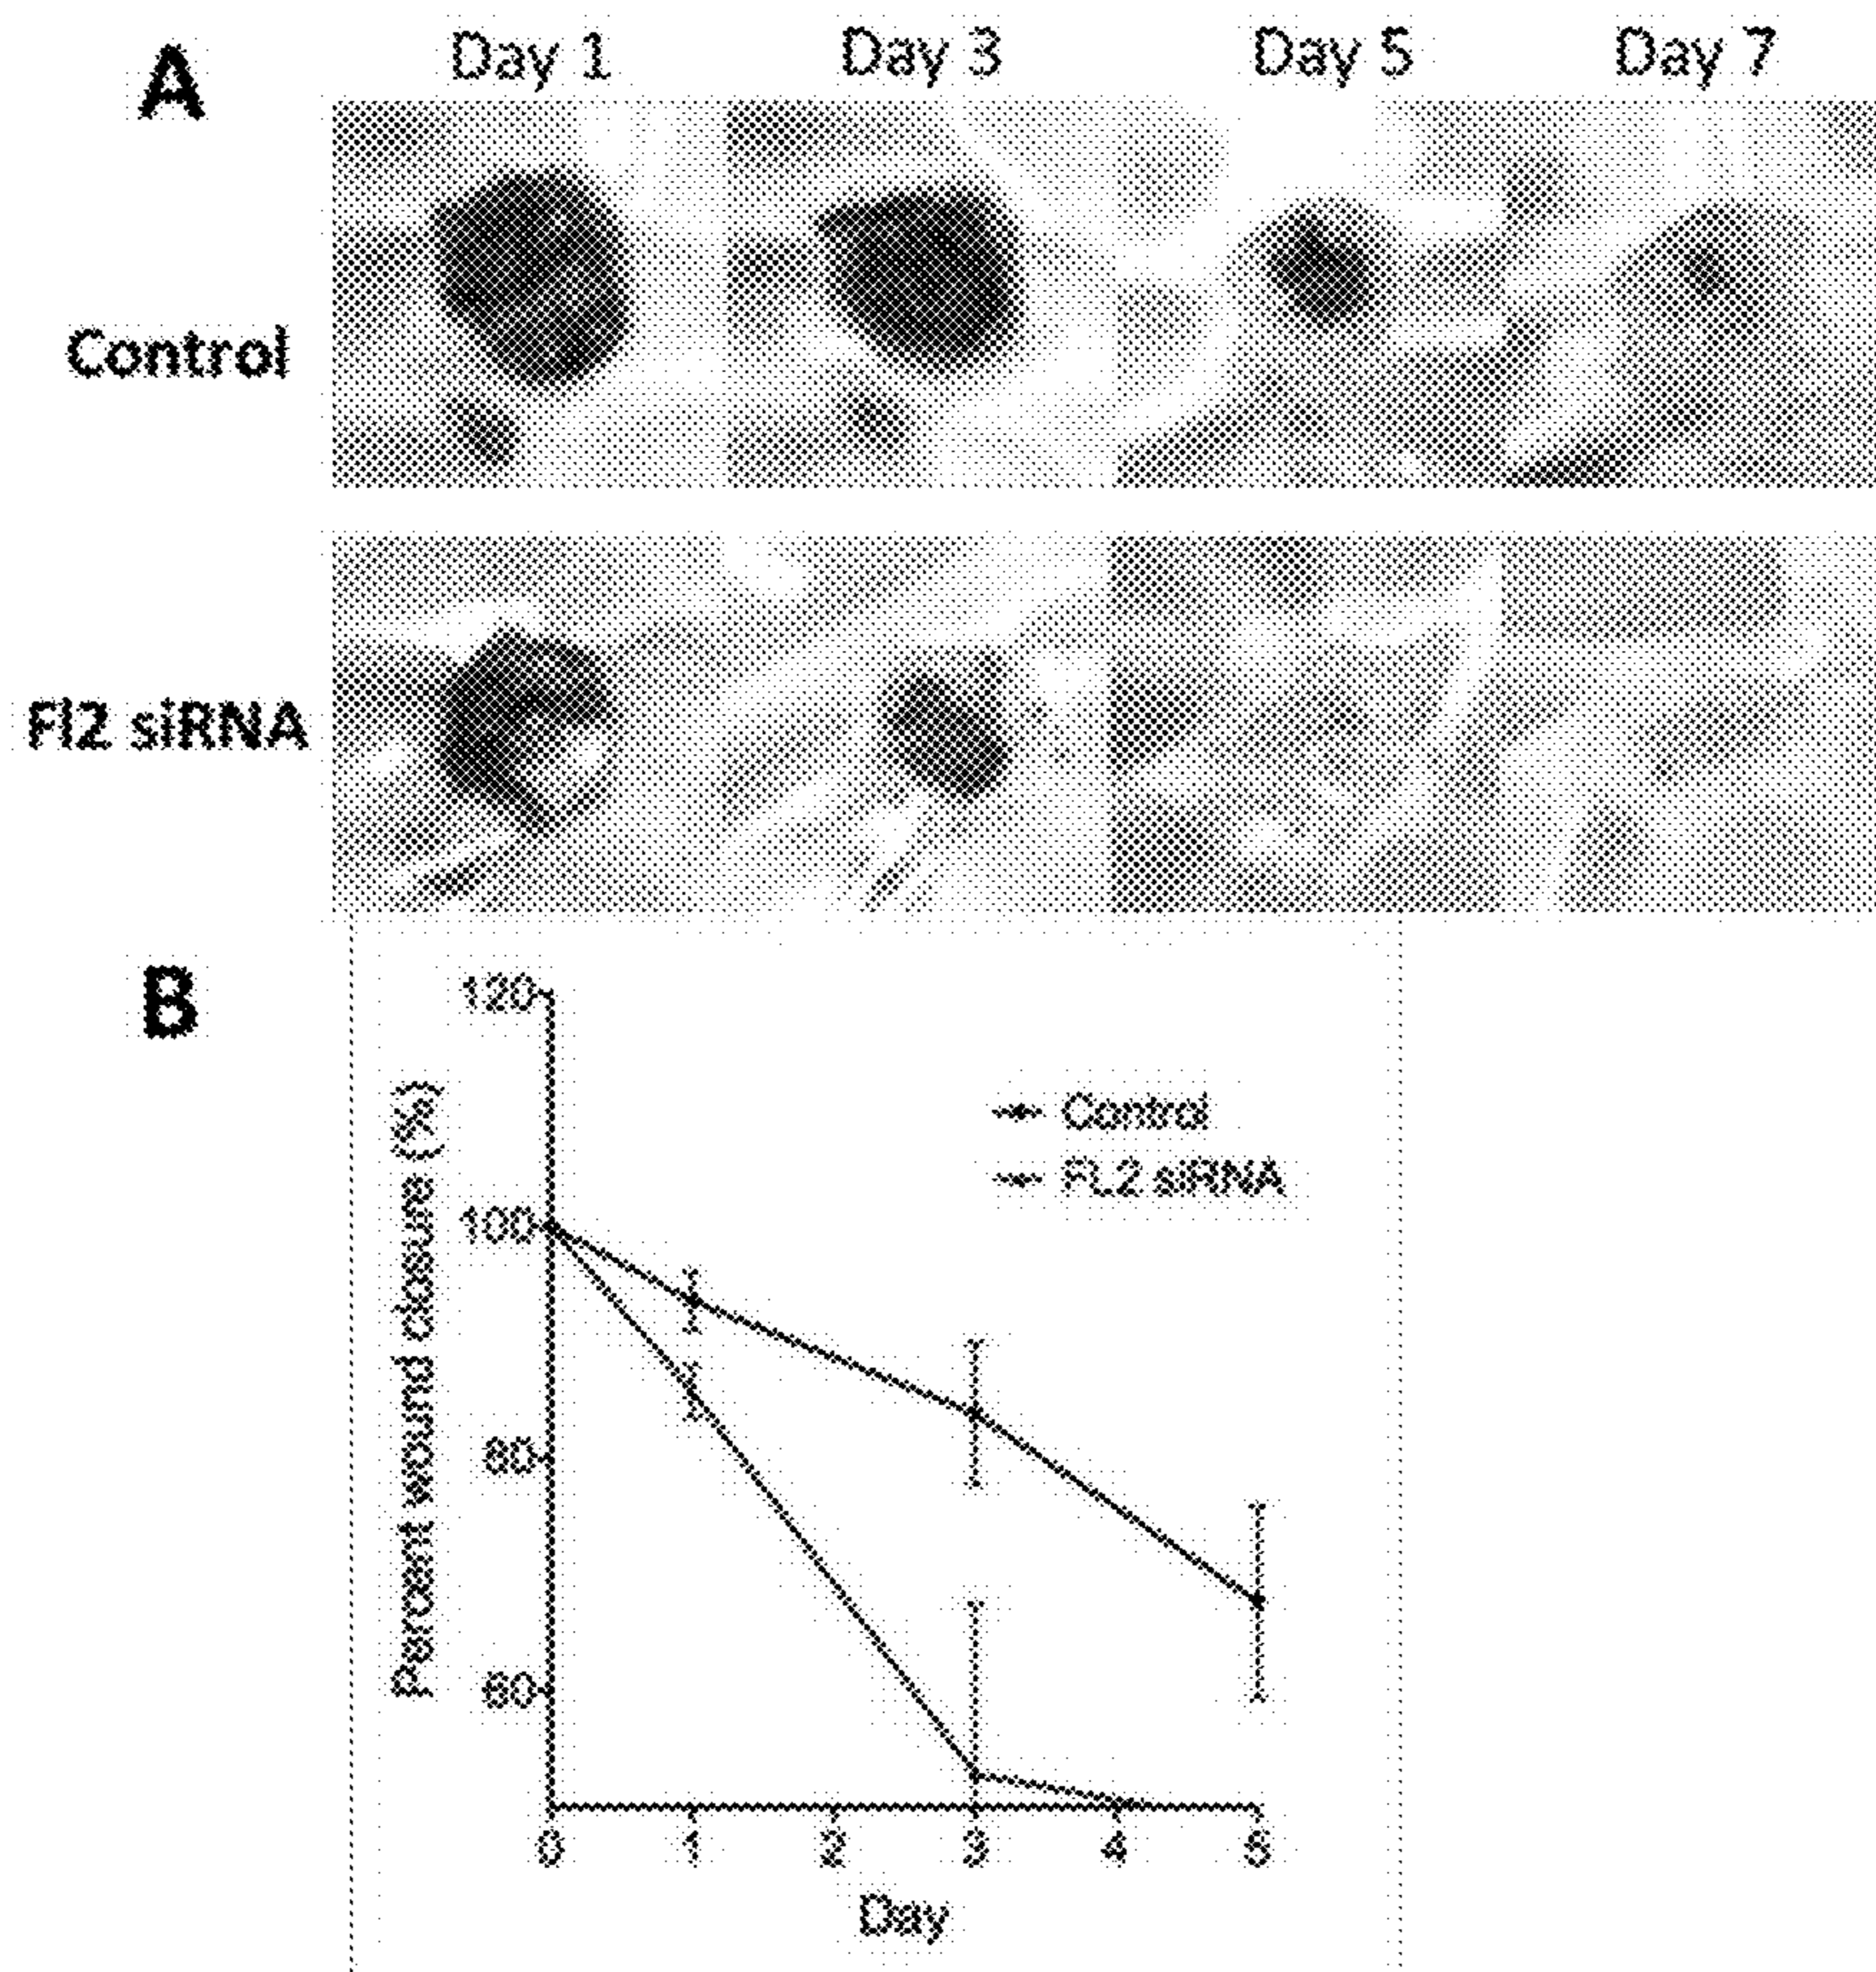 A
Day 1 Day 3 Day 5 Day 7
Control
Fl2 siRNA
B
120
100
80
60
Percent wound closure (%)
Control
FL2 siRNA
0 1 2 3 4 5
Day